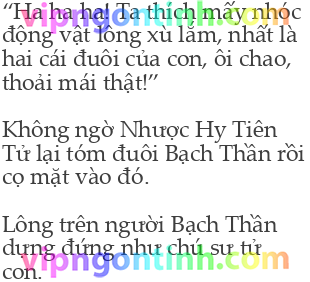 “Ha ha ha! Ta thích mấy nhóc
động vật lông xù lắm, nhất là
hai cái đuôi của con, ôi chao,
thoải mái thật!”
Không ngờ Nhược Hy Tiên
Tử lại tóm đuôi Bạch Thần rồi
cọ mặt vào đó.
Lông trên người Bạch Thần
dựng đứng như chú sư tử
con.
vipngontinh.com
vipngontinh.com